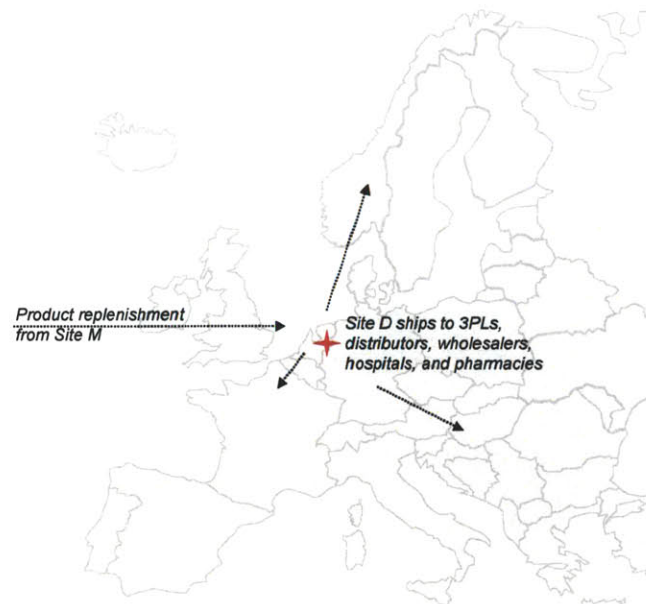 Product replenishment
from Site M
Site D ships to 3PLs,
distributors, wholesalers,
hospitals, and pharmacies